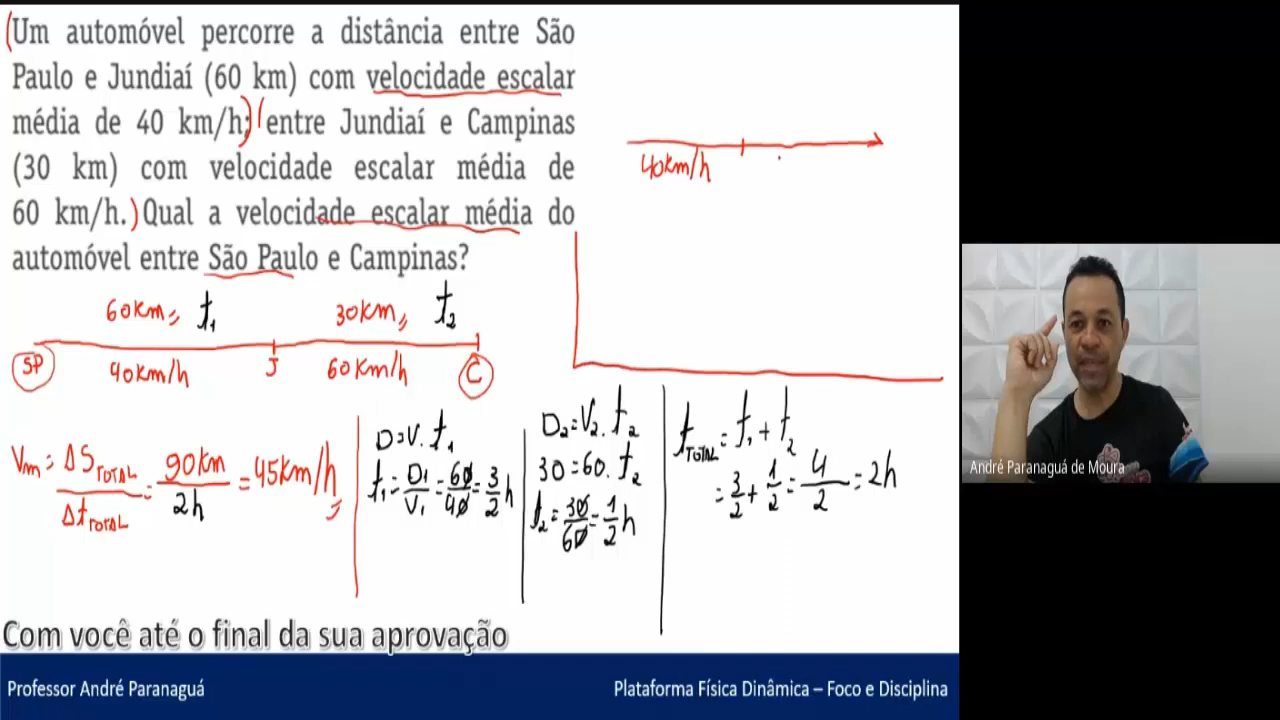 (Um automóvel percorre a distância entre São
Paulo e Jundiaí (60 km) com velocidade escalar
média de 40 km/h;)(entre Jundiaí e Campinas
(30 km) com velocidade escalar média de
60 km/h.) Qual a velocidade escalar média do
automóvel entre São Paulo e Campinas?
40km/h
60km t₁ 30km t₂
SP J C
40km/h 60km/h
Vm = ΔS TOTAL / Δt TOTAL = 90km / 2h = 45km/h
D=V.t₁
t₁ = D₁/V₁ = 60/40 = 3/2 h
D₂=V₂.t₂
30=60.t₂
t₂ = 30/60 = 1/2 h
t TOTAL = t₁ + t₂
= 3/2 + 1/2 = 4/2 = 2h
André Paranaguá de Moura
Com você até o final da sua aprovação
Professor André Paranaguá
Plataforma Física Dinâmica – Foco e Disciplina